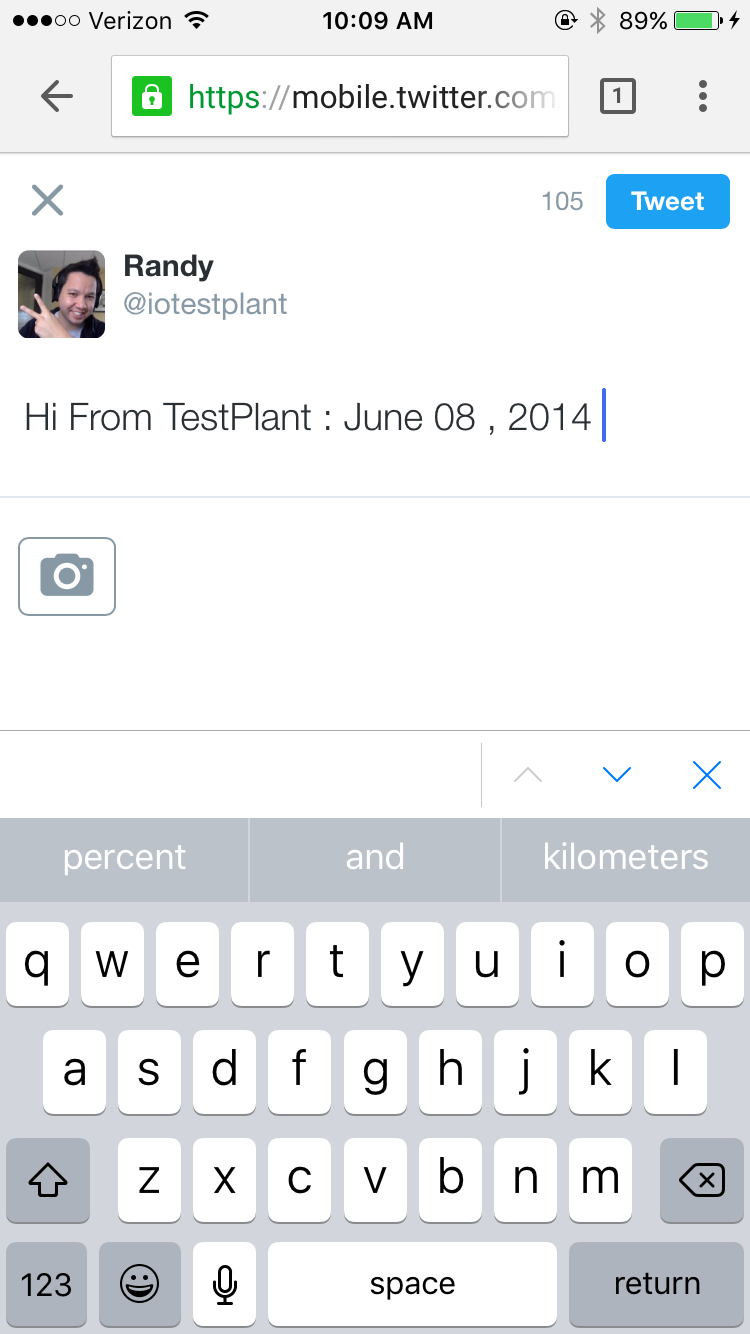 Verizon 10:09 AM 89%
https://mobile.twitter.com 1
105 Tweet
Randy
@iotestplant
Hi From TestPlant : June 08 , 2014
percent and kilometers
q w e r t y u i o p
a s d f g h j k l
z x c v b n m
123 space return